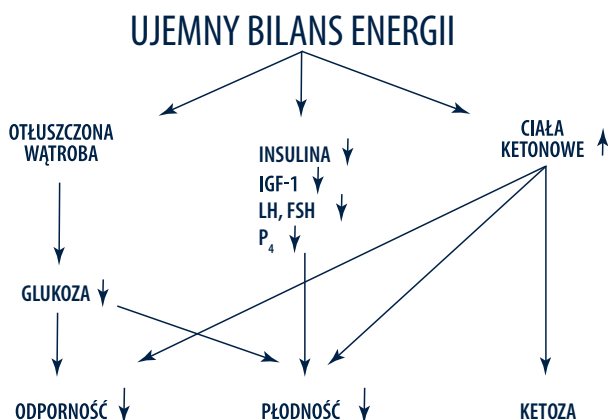 UJEMNY BILANS ENERGII
OTŁUSZCZONA
WĄTROBA
INSULINA
IGF-1
LH, FSH
P₄
CIAŁA
KETONOWE
GLUKOZA
ODPORNOŚĆ
PŁODNOŚĆ
KETOZA